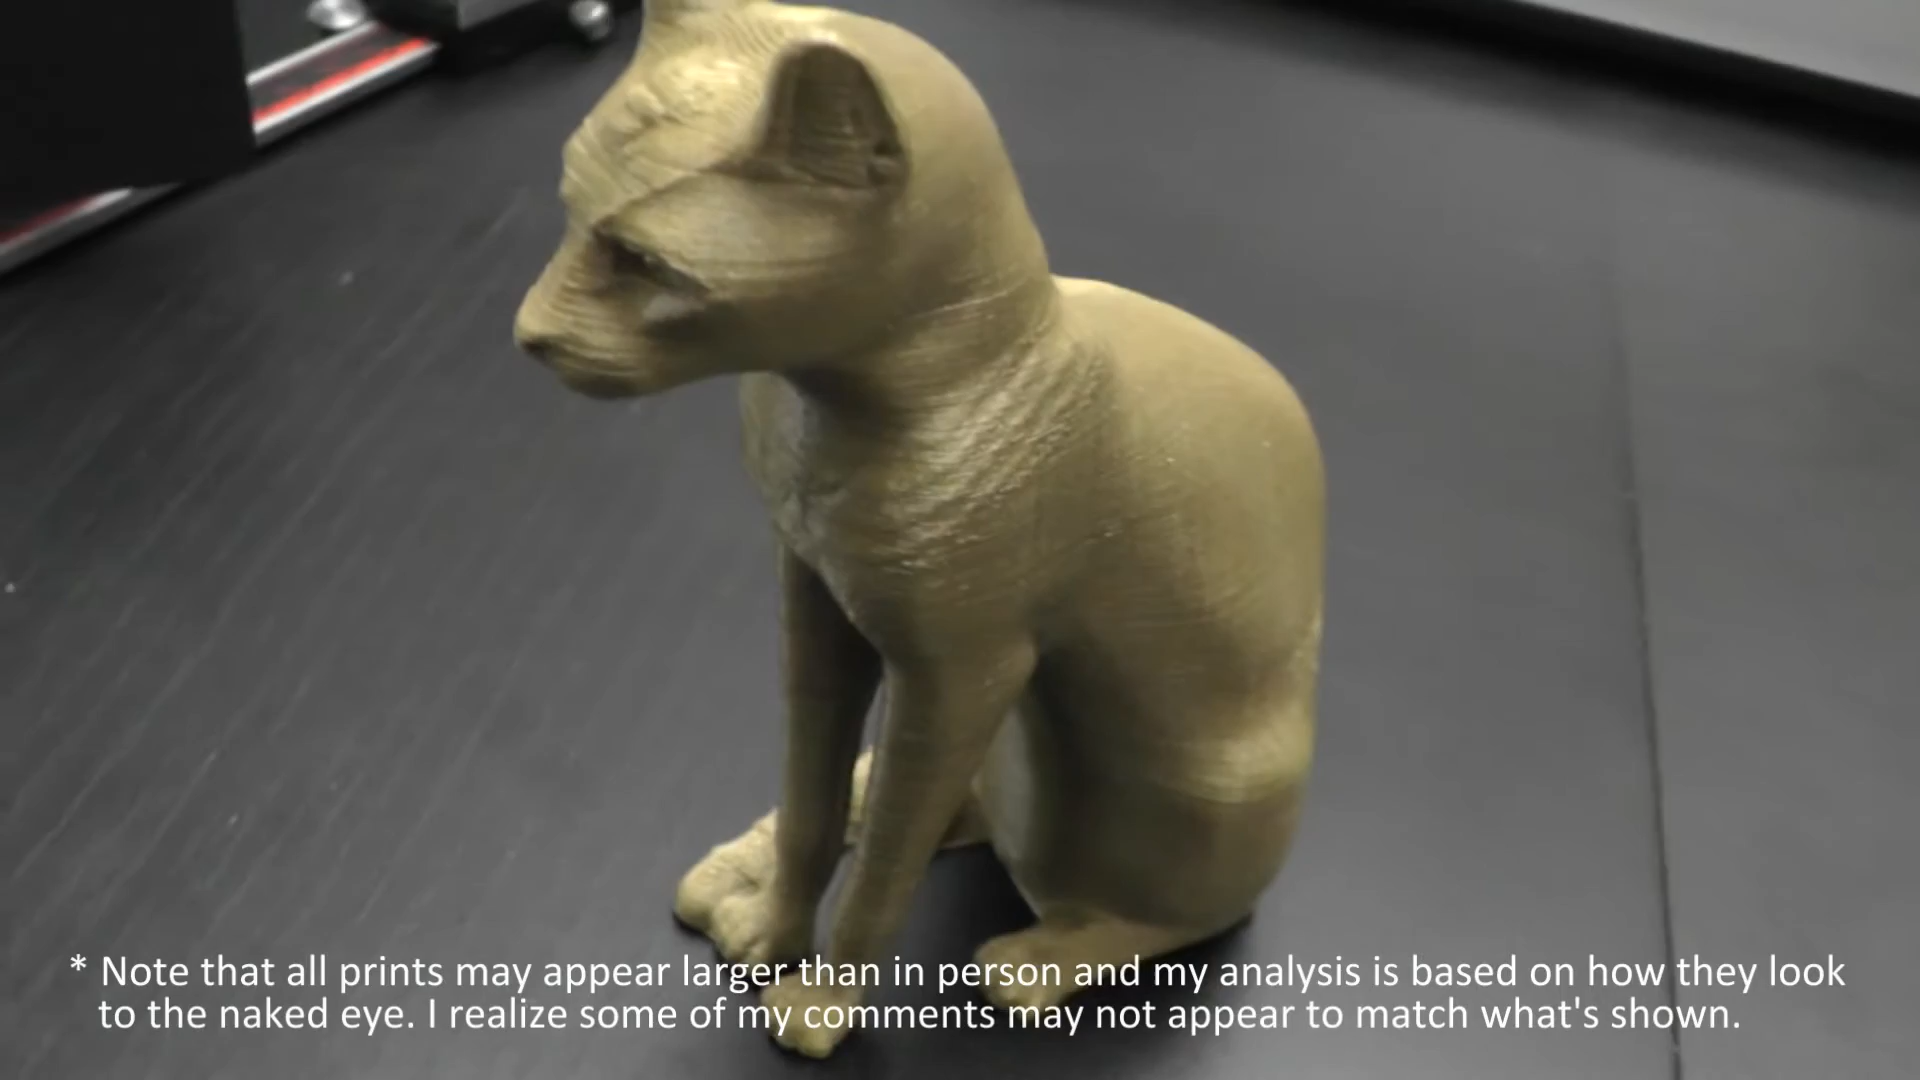 * Note that all prints may appear larger than in person and my analysis is based on how they look
to the naked eye. I realize some of my comments may not appear to match what's shown.